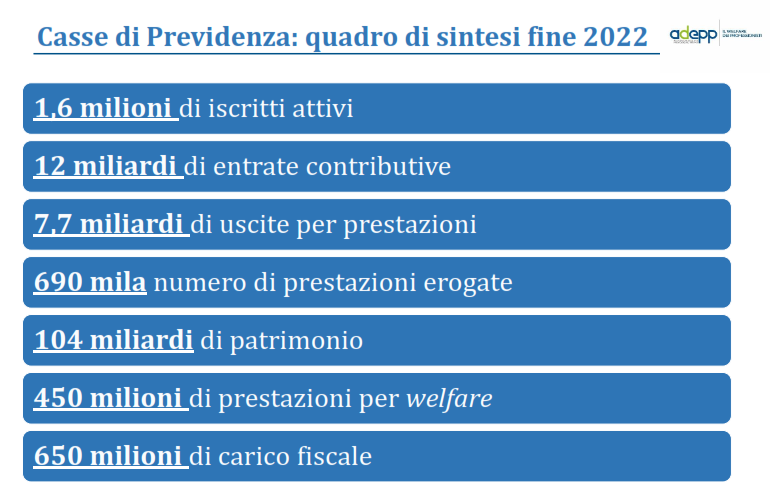 Casse di Previdenza: quadro di sintesi fine 2022
adepp
IL WELFARE
DEI PROFESSIONISTI
1,6 milioni di iscritti attivi
12 miliardi di entrate contributive
7,7 miliardi di uscite per prestazioni
690 mila numero di prestazioni erogate
104 miliardi di patrimonio
450 milioni di prestazioni per welfare
650 milioni di carico fiscale